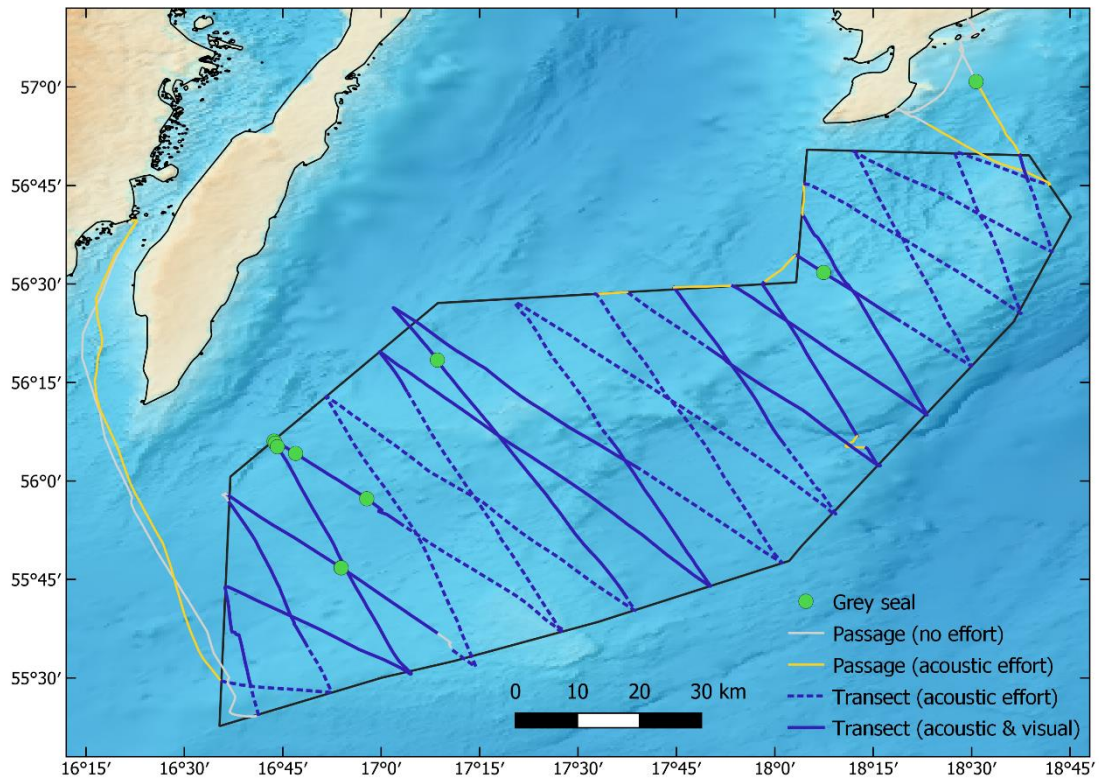 57°0′
56°45′
56°30′
56°15′
56°0′
55°45′
55°30′
Grey seal
Passage (no effort)
Passage (acoustic effort)
Transect (acoustic effort)
Transect (acoustic & visual)
0 10 20 30 km
16°15′ 16°30′ 16°45′ 17°0′ 17°15′ 17°30′ 17°45′ 18°0′ 18°15′ 18°30′ 18°45′